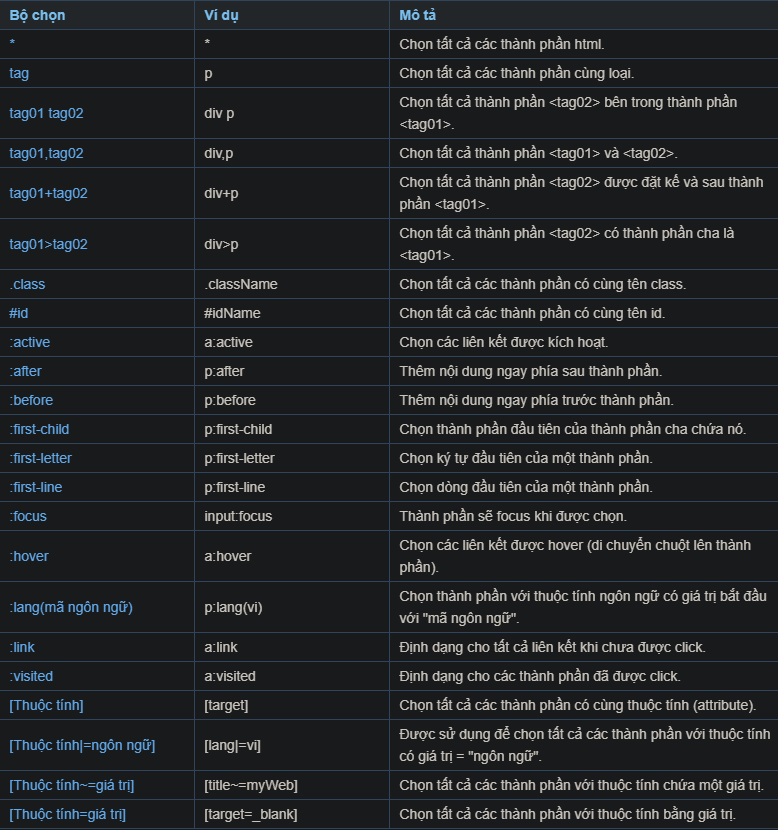 Bộ chọn Ví dụ Mô tả
* * Chọn tất cả các thành phần html.
tag p Chọn tất cả các thành phần cùng loại.
tag01 tag02 div p Chọn tất cả thành phần <tag02> bên trong thành phần
<tag01>.
tag01,tag02 div,p Chọn tất cả thành phần <tag01> và <tag02>.
tag01+tag02 div+p Chọn tất cả thành phần <tag02> được đặt kế và sau thành
phần <tag01>.
tag01>tag02 div>p Chọn tất cả thành phần <tag02> có thành phần cha là
<tag01>.
.class .className Chọn tất cả các thành phần có cùng tên class.
#id #idName Chọn tất cả các thành phần có cùng tên id.
:active a:active Chọn các liên kết được kích hoạt.
:after p:after Thêm nội dung ngay phía sau thành phần.
:before p:before Thêm nội dung ngay phía trước thành phần.
:first-child p:first-child Chọn thành phần đầu tiên của thành phần cha chứa nó.
:first-letter p:first-letter Chọn ký tự đầu tiên của một thành phần.
:first-line p:first-line Chọn dòng đầu tiên của một thành phần.
:focus input:focus Thành phần sẽ focus khi được chọn.
:hover a:hover Chọn các liên kết được hover (di chuyển chuột lên thành
phần).
:lang(mã ngôn ngữ) p:lang(vi) Chọn thành phần với thuộc tính ngôn ngữ có giá trị bắt đầu
với "mã ngôn ngữ".
:link a:link Định dạng cho tất cả liên kết khi chưa được click.
:visited a:visited Định dạng cho các thành phần đã được click.
[Thuộc tính] [target] Chọn tất cả các thành phần có cùng thuộc tính (attribute).
[Thuộc tính|=ngôn ngữ] [lang|=vi] Được sử dụng để chọn tất cả các thành phần với thuộc tính
có giá trị = "ngôn ngữ".
[Thuộc tính~=giá trị] [title~=myWeb] Chọn tất cả các thành phần với thuộc tính chứa một giá trị.
[Thuộc tính=giá trị] [target=_blank] Chọn tất cả các thành phần với thuộc tính bằng giá trị.